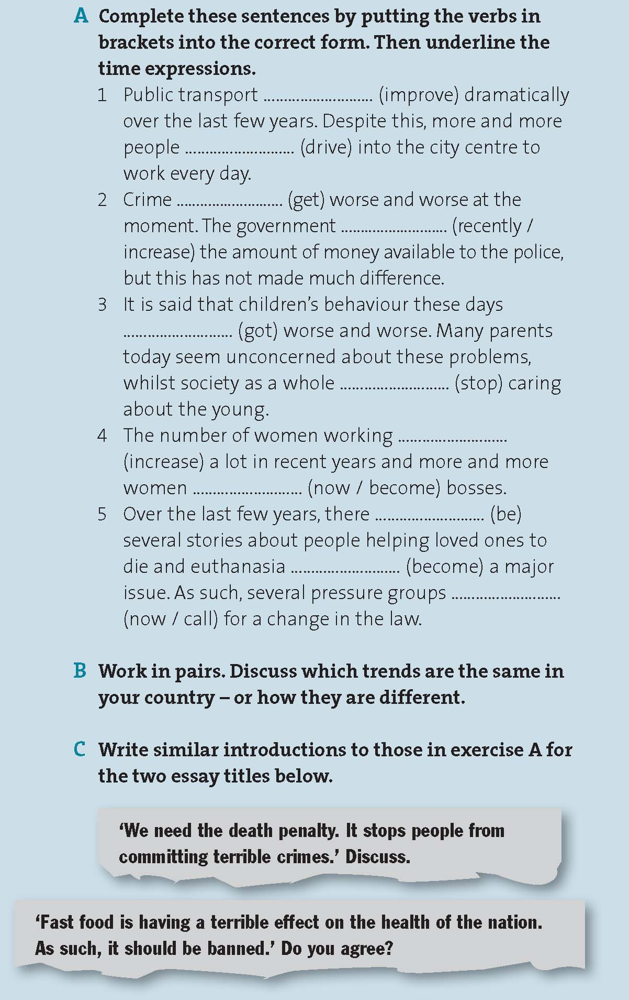 A Complete these sentences by putting the verbs in
brackets into the correct form. Then underline the
time expressions.
1 Public transport ........................... (improve) dramatically
over the last few years. Despite this, more and more
people ........................... (drive) into the city centre to
work every day.
2 Crime .......................... (get) worse and worse at the
moment. The government .......................... (recently /
increase) the amount of money available to the police,
but this has not made much difference.
3 It is said that children’s behaviour these days
........................... (got) worse and worse. Many parents
today seem unconcerned about these problems,
whilst society as a whole ........................... (stop) caring
about the young.
4 The number of women working ...........................
(increase) a lot in recent years and more and more
women ........................... (now / become) bosses.
5 Over the last few years, there ........................... (be)
several stories about people helping loved ones to
die and euthanasia ........................... (become) a major
issue. As such, several pressure groups ...........................
(now / call) for a change in the law.
B Work in pairs. Discuss which trends are the same in
your country – or how they are different.
C Write similar introductions to those in exercise A for
the two essay titles below.
‘We need the death penalty. It stops people from
committing terrible crimes.’ Discuss.
‘Fast food is having a terrible effect on the health of the nation.
As such, it should be banned.’ Do you agree?